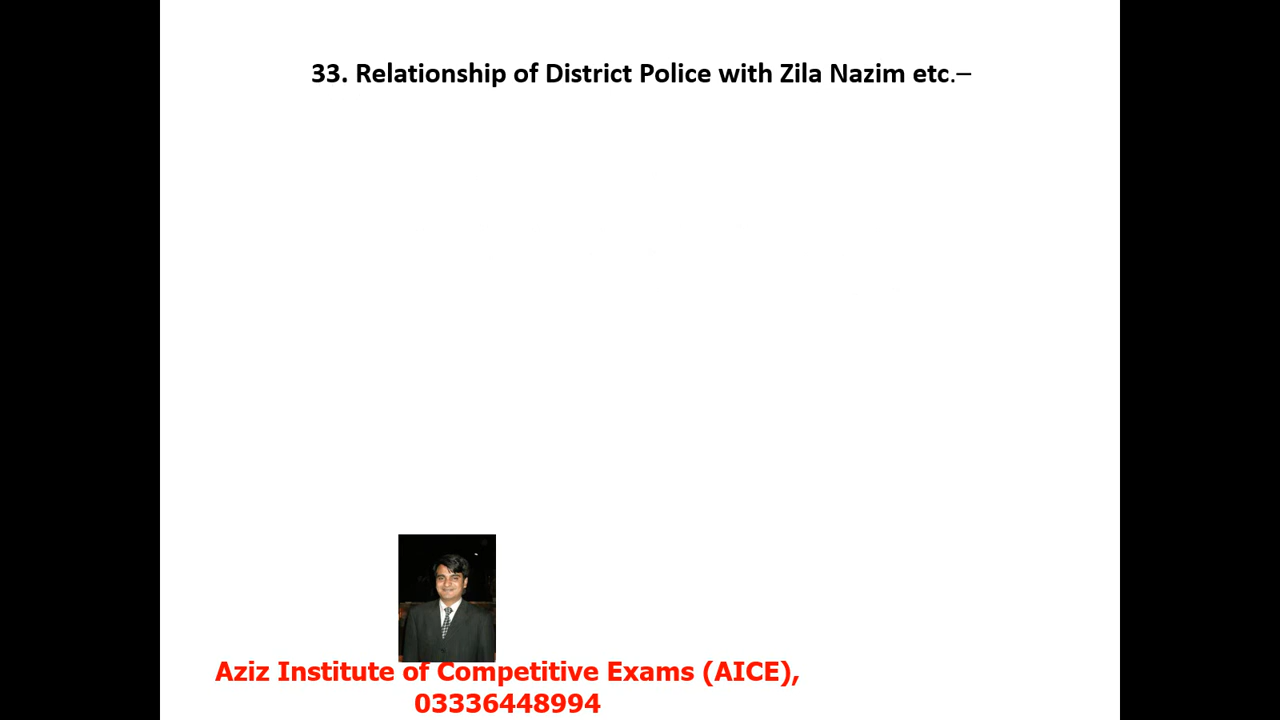 33. Relationship of District Police with Zila Nazim etc.–
Aziz Institute of Competitive Exams (AICE),
03336448994